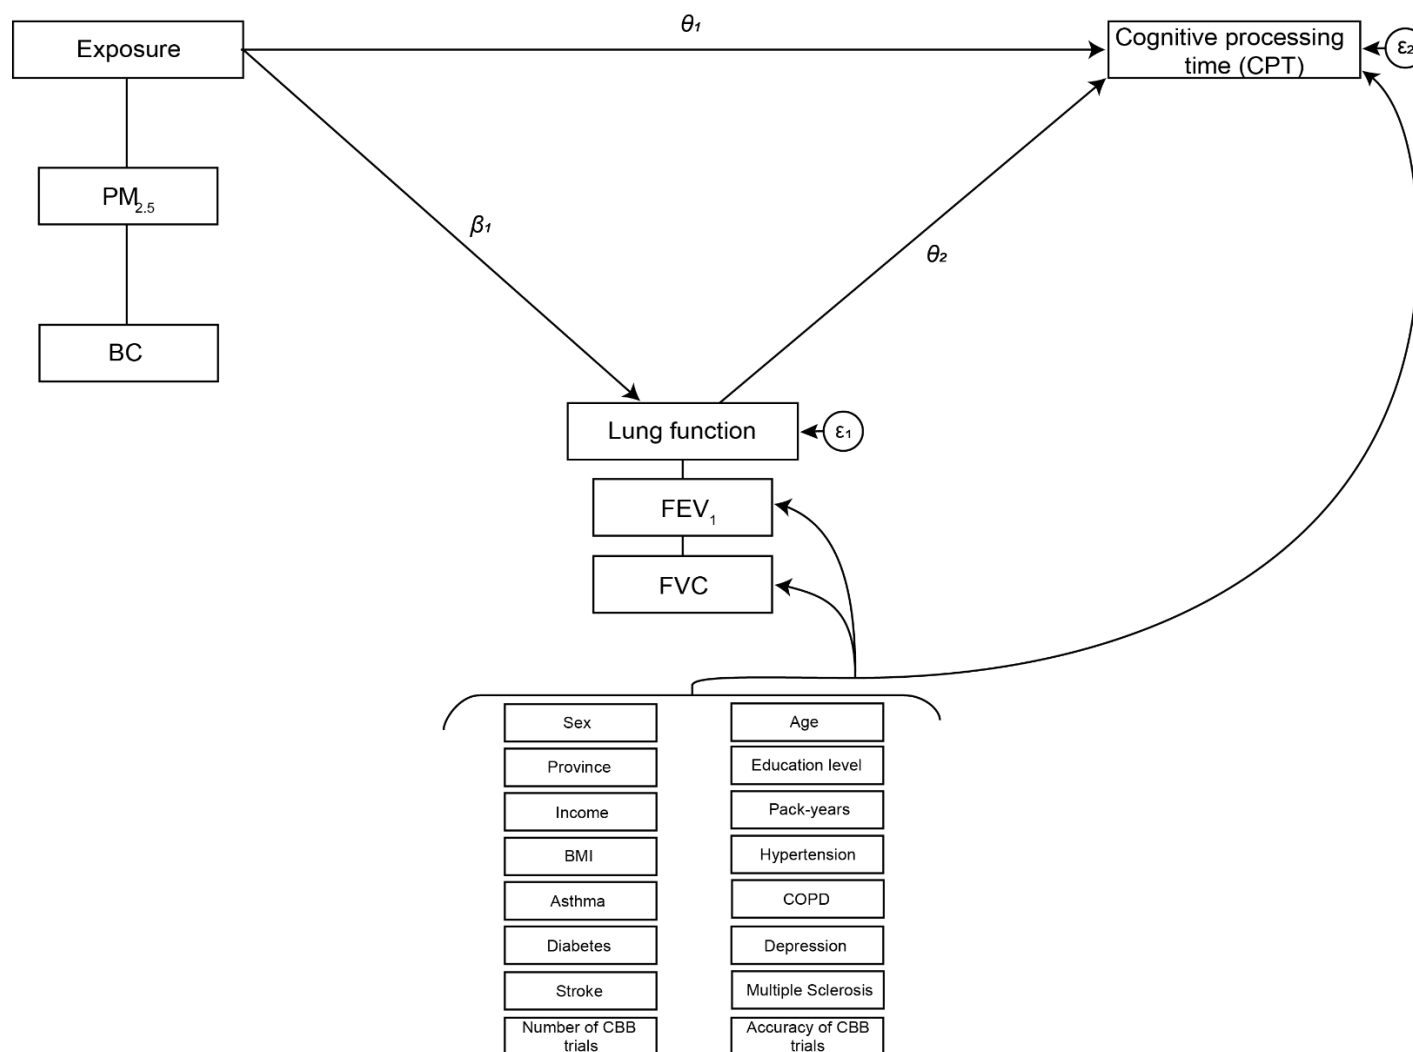 θ₁
Exposure
Cognitive processing
time (CPT)
ε₂
PM₂.₅
β₁
θ₂
BC
Lung function
ε₁
FEV₁
FVC
Sex
Age
Province
Education level
Income
Pack-years
BMI
Hypertension
Asthma
COPD
Diabetes
Depression
Stroke
Multiple Sclerosis
Number of CBB
trials
Accuracy of CBB
trials